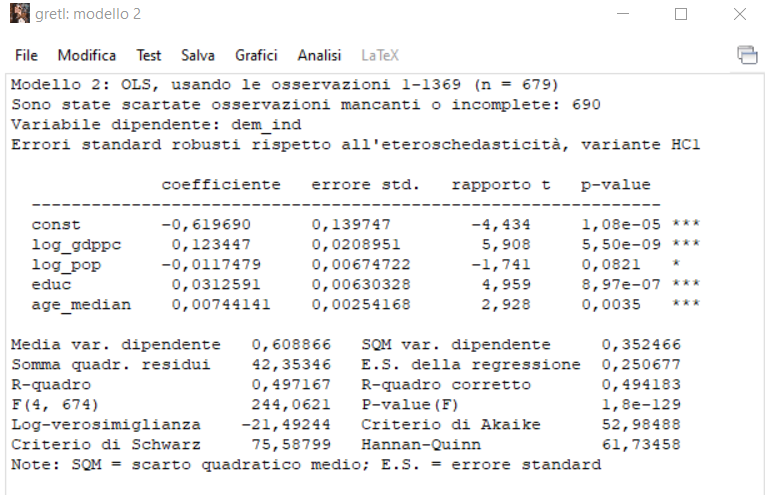 gretl: modello 2
File Modifica Test Salva Grafici Analisi LaTeX
Modello 2: OLS, usando le osservazioni 1-1369 (n = 679)
Sono state scartate osservazioni mancanti o incomplete: 690
Variabile dipendente: dem_ind
Errori standard robusti rispetto all'eteroschedasticità, variante HC1
coefficiente errore std. rapporto t p-value
---------------------------------------------------------------
const -0,619690 0,139747 -4,434 1,08e-05 ***
log_gdppc 0,123447 0,0208951 5,908 5,50e-09 ***
log_pop -0,0117479 0,00674722 -1,741 0,0821 *
educ 0,0312591 0,00630328 4,959 8,97e-07 ***
age_median 0,00744141 0,00254168 2,928 0,0035 ***
Media var. dipendente 0,608866 SQM var. dipendente 0,352466
Somma quadr. residui 42,35346 E.S. della regressione 0,250677
R-quadro 0,497167 R-quadro corretto 0,494183
F(4, 674) 244,0621 P-value(F) 1,8e-129
Log-verosimiglianza -21,49244 Criterio di Akaike 52,98488
Criterio di Schwarz 75,58799 Hannan-Quinn 61,73458
Note: SQM = scarto quadratico medio; E.S. = errore standard